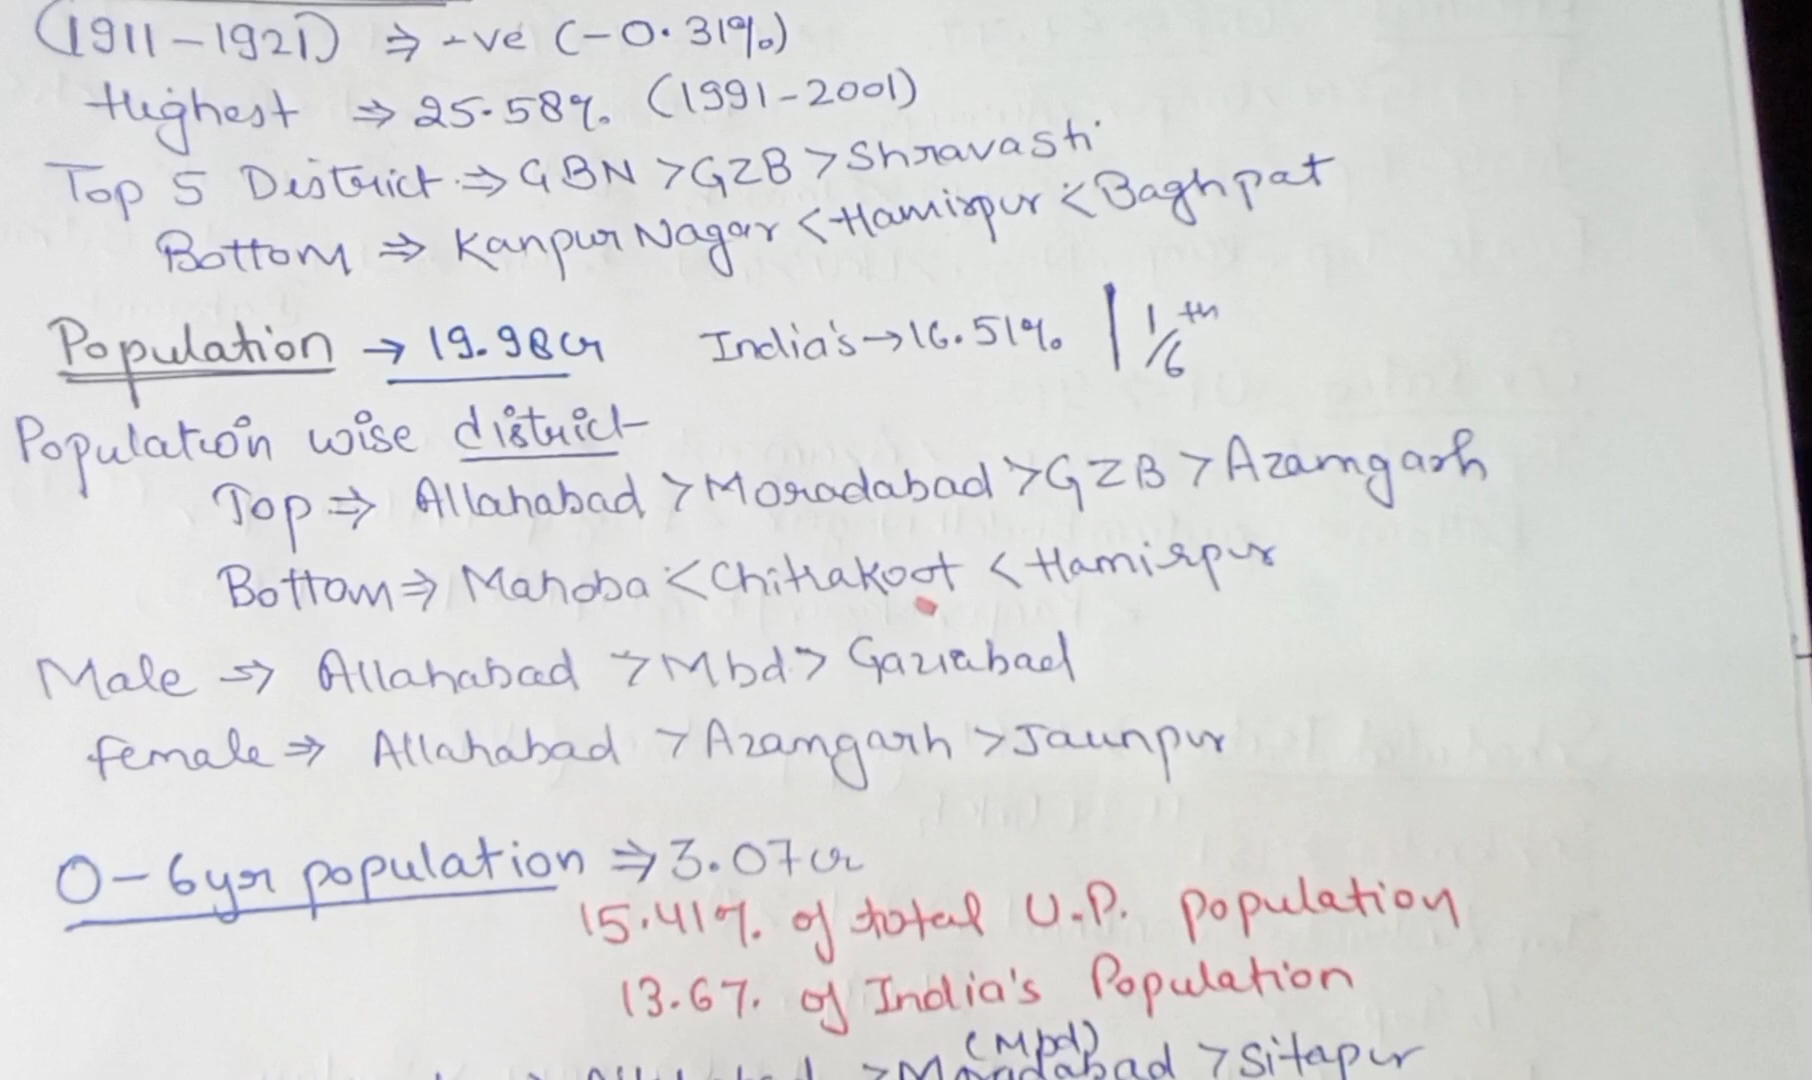 (1911-1921) ⇒ -ve (-0.31%)
Highest ⇒ 25.58%. (1991-2001)
Top 5 District ⇒ GBN > GZB > Shravasti
Bottom ⇒ Kanpur Nagar < Hamirpur < Baghpat
Population → 19.98cr India's → 16.51% | 1/6th
Population wise district
Top ⇒ Allahabad > Moradabad > GZB > Azamgarh
Bottom ⇒ Mahoba < Chitrakoot < Hamirpur
Male ⇒ Allahabad > Mbd > Gaziabad
female ⇒ Allahabad > Azamgarh > Jaunpur
0-6yr population ⇒ 3.07cr
15.41%. of total U.P. population
13.67. of India's Population
(Mbd)
> Moradabad > Sitapur